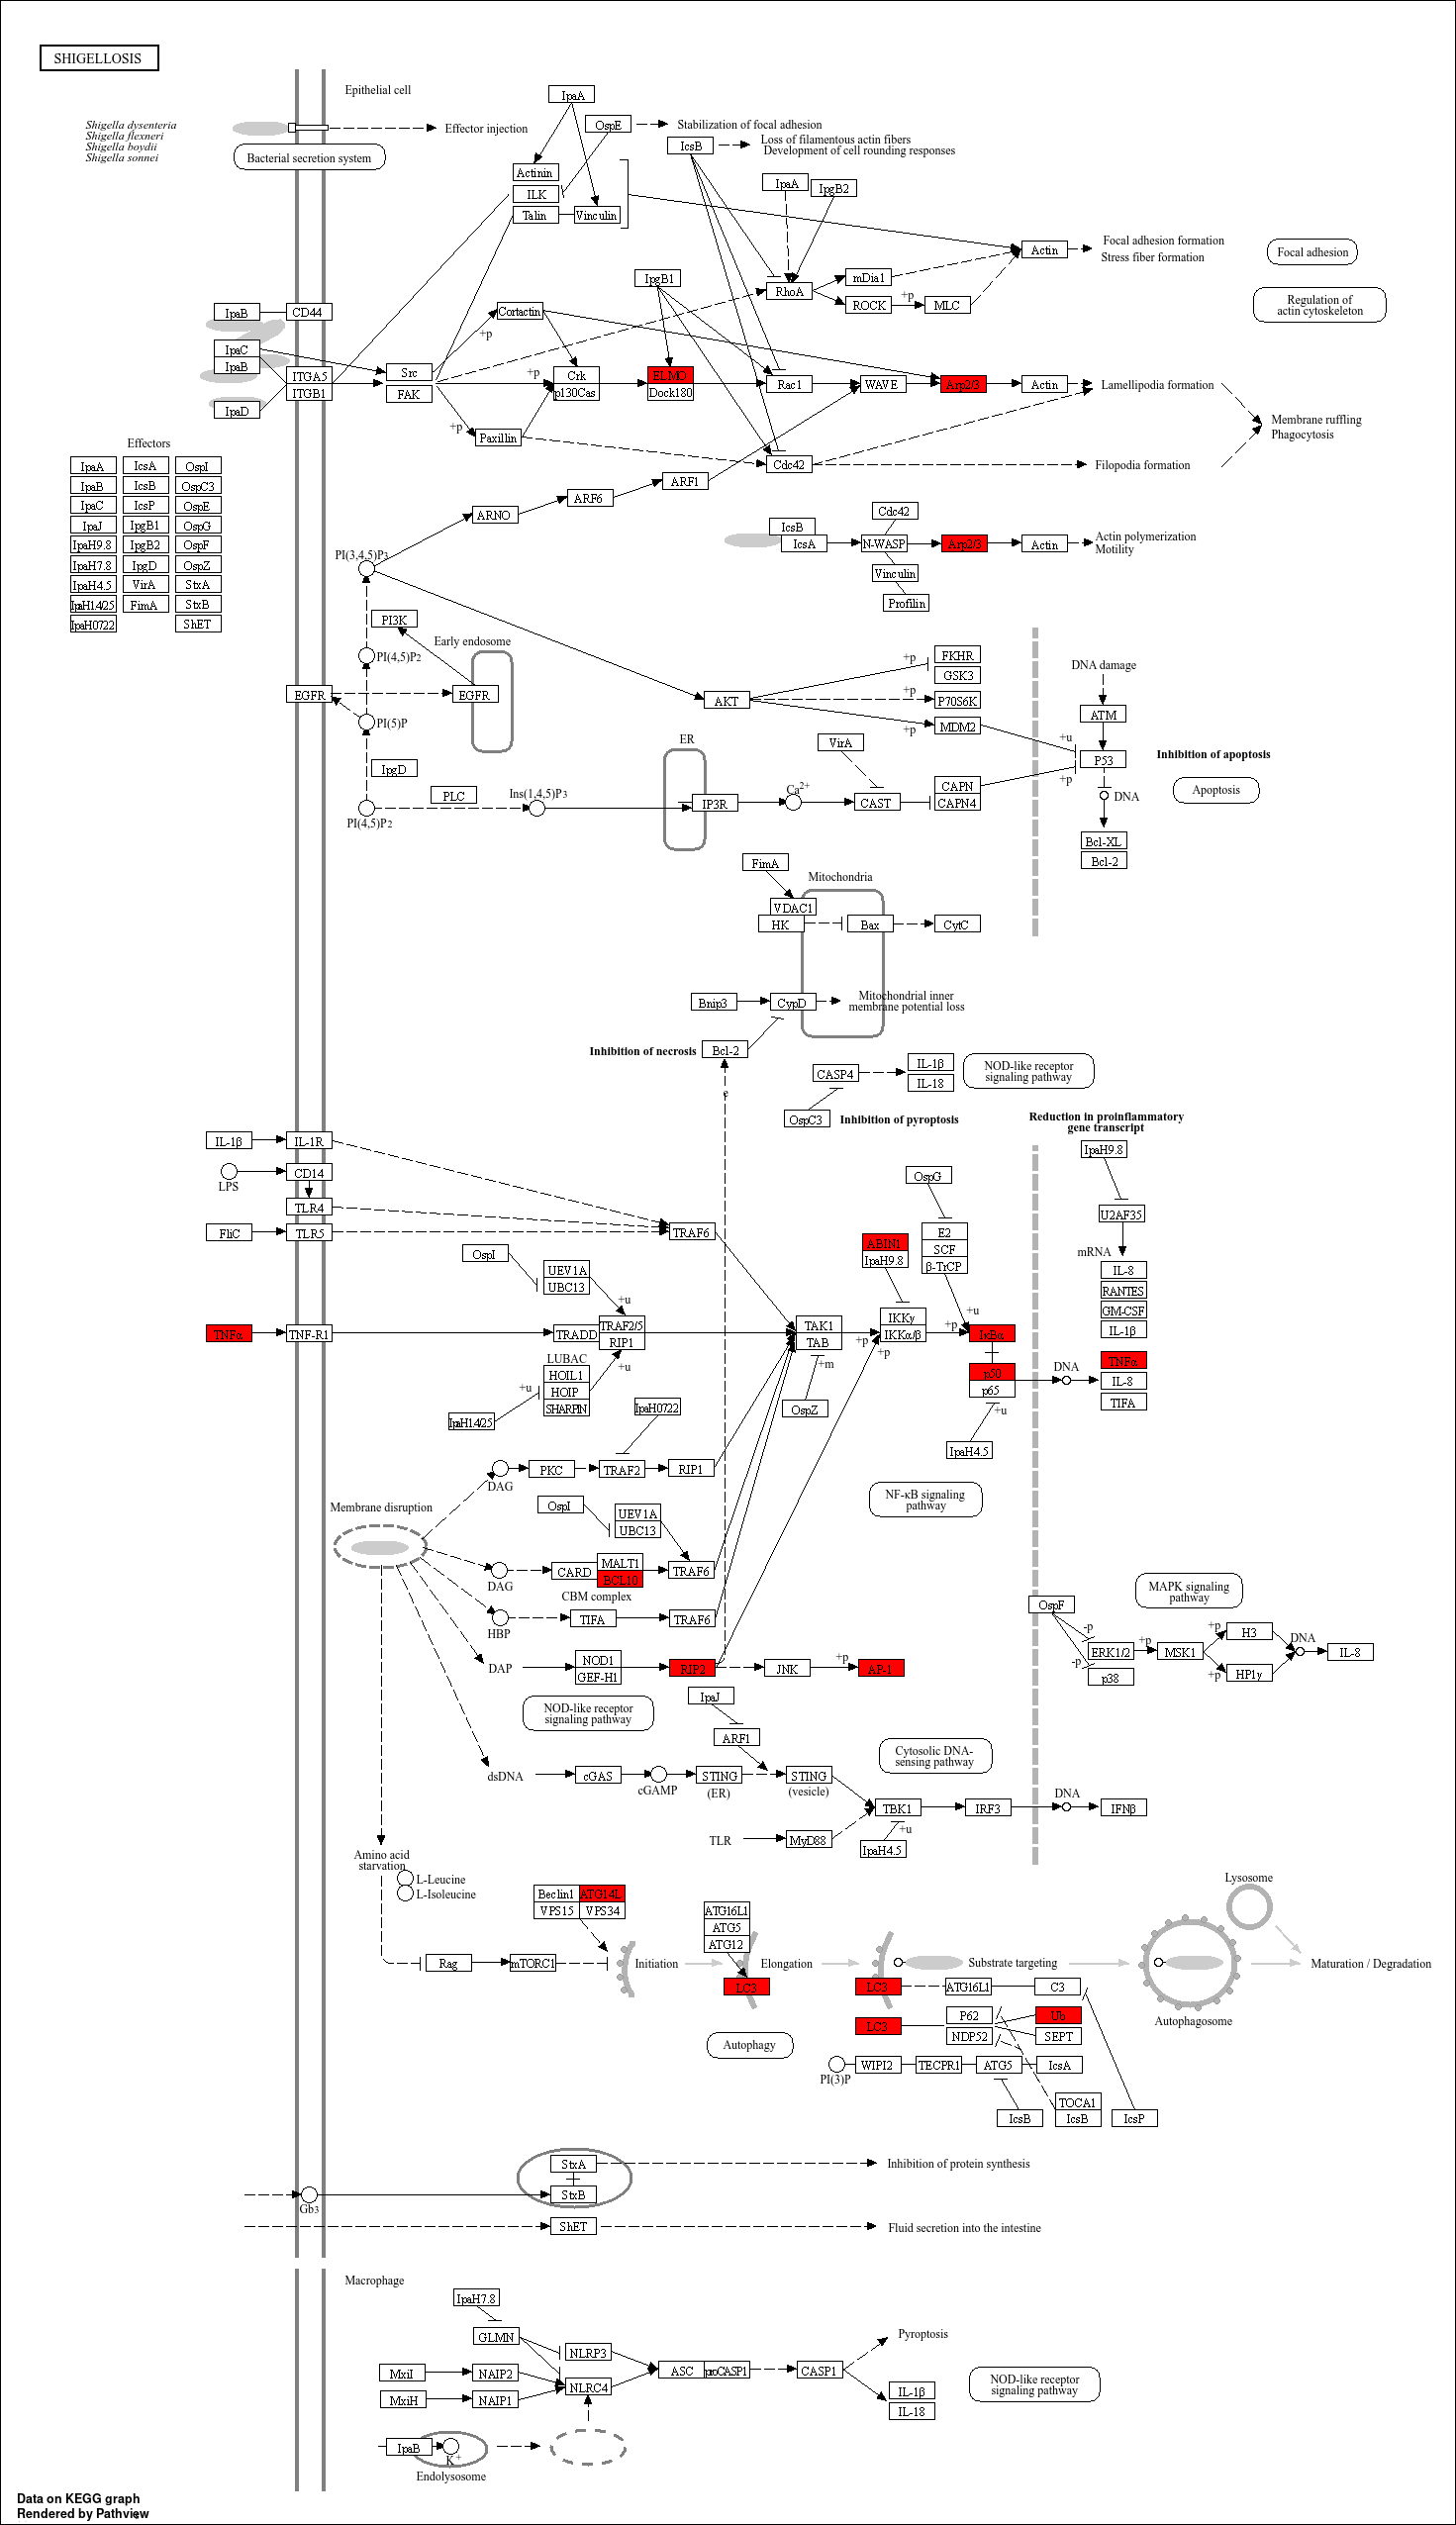 SHIGELLOSIS
Epithelial cell
Shigella dysenteria
Shigella flexneri
Shigella boydii
Shigella sonnei
Effector injection
Bacterial secretion system
IpaA
OspE
Stabilization of focal adhesion
IcsB
Loss of filamentous actin fibers
Development of cell rounding responses
Actinin
ILK
Talin
Vinculin
IpaA
IpgB2
Actin
Focal adhesion formation
Stress fiber formation
Focal adhesion
IpgB1
RhoA
mDia1
ROCK
+p
MLC
Regulation of
actin cytoskeleton
IpaB
CD44
Cortactin
+p
IpaC
IpaB
ITGA5
ITGB1
IpaD
Src
FAK
+p
Crk
p130Cas
ELMO
Dock180
Rac1
WAVE
Arp2/3
Actin
Lamellipodia formation
+p
Paxillin
Membrane ruffling
Phagocytosis
Cdc42
Filopodia formation
ARF1
ARF6
ARNO
Effectors
IpaA
IcsA
OspI
IpaB
IcsB
OspC3
IpaC
IcsP
OspE
IpaJ
IpgB1
OspG
IpaH9.8
IpgB2
OspF
IpaH7.8
IpgD
OspZ
IpaH4.5
VirA
StxA
IpaH14/25
FimA
StxB
IpaH0722
ShET
IcsB
IcsA
Cdc42
N-WASP
Arp2/3
Actin
Actin polymerization
Motility
Vinculin
Profilin
PI(3,4,5)P3
PI3K
Early endosome
PI(4,5)P2
EGFR
EGFR
PI(5)P
IpgD
PI(4,5)P2
PLC
Ins(1,4,5)P3
ER
IP3R
Ca2+
AKT
+p
FKHR
GSK3
+p
P70S6K
+p
MDM2
VirA
CAST
CAPN
CAPN4
+u
+p
DNA damage
ATM
P53
DNA
Bcl-XL
Bcl-2
Inhibition of apoptosis
Apoptosis
FimA
Mitochondria
VDAC1
HK
Bax
CytC
Bnip3
CypD
Mitochondrial inner
membrane potential loss
Inhibition of necrosis
Bcl-2
e
CASP4
IL-1β
IL-18
NOD-like receptor
signaling pathway
OspC3
Inhibition of pyroptosis
Reduction in proinflammatory
gene transcript
IpaH9.8
U2AF35
mRNA
IL-8
RANTES
GM-CSF
IL-1β
IL-1β
IL-1R
LPS
CD14
TLR4
FliC
TLR5
TRAF6
OspI
UEV1A
UBC13
+u
OspG
E2
SCF
β-TrCP
ABIN1
IpaH9.8
+u
TNFα
TNF-R1
TRADD
TRAF2/5
RIP1
TAK1
TAB
+p
IKKγ
IKKα/β
+p
+p
IκBα
p50
p65
DNA
TNFα
IL-8
TIFA
LUBAC
HOIL1
HOIP
SHARPIN
+u
+u
IpaH14/25
+m
OspZ
+u
IpaH4.5
IpaH0722
DAG
PKC
TRAF2
RIP1
NF-κB signaling
pathway
Membrane disruption
OspI
UEV1A
UBC13
DAG
CARD
MALT1
BCL10
CBM complex
TRAF6
HBP
TIFA
TRAF6
DAP
NOD1
GEF-H1
RIP2
JNK
+p
AP-1
MAPK signaling
pathway
OspF
-p
-p
ERK1/2
p38
+p
MSK1
+p
+p
H3
HP1γ
DNA
IL-8
NOD-like receptor
signaling pathway
IpaJ
ARF1
dsDNA
cGAS
cGAMP
STING
(ER)
STING
(vesicle)
Cytosolic DNA-
sensing pathway
TBK1
IRF3
DNA
IFNβ
TLR
MyD88
+u
IpaH4.5
Amino acid
starvation
L-Leucine
L-Isoleucine
Beclin1
ATG14L
VPS15
VPS34
Rag
mTORC1
Initiation
ATG16L1
ATG5
ATG12
LC3
Elongation
Substrate targeting
Lysosome
Maturation / Degradation
Autophagosome
LC3
ATG16L1
C3
LC3
P62
NDP52
Ub
SEPT
Autophagy
PI(3)P
WIPI2
TECPR1
ATG5
IcsA
TOCA1
IcsB
IcsB
IcsP
StxA
StxB
Inhibition of protein synthesis
Gb3
ShET
Fluid secretion into the intestine
Macrophage
IpaH7.8
GLMN
NLRP3
MxiI
NAIP2
MxiH
NAIP1
NLRC4
ASC
proCASP1
CASP1
Pyroptosis
IL-1β
IL-18
NOD-like receptor
signaling pathway
IpaB
K+
Endolysosome
Data on KEGG graph
Rendered by Pathview